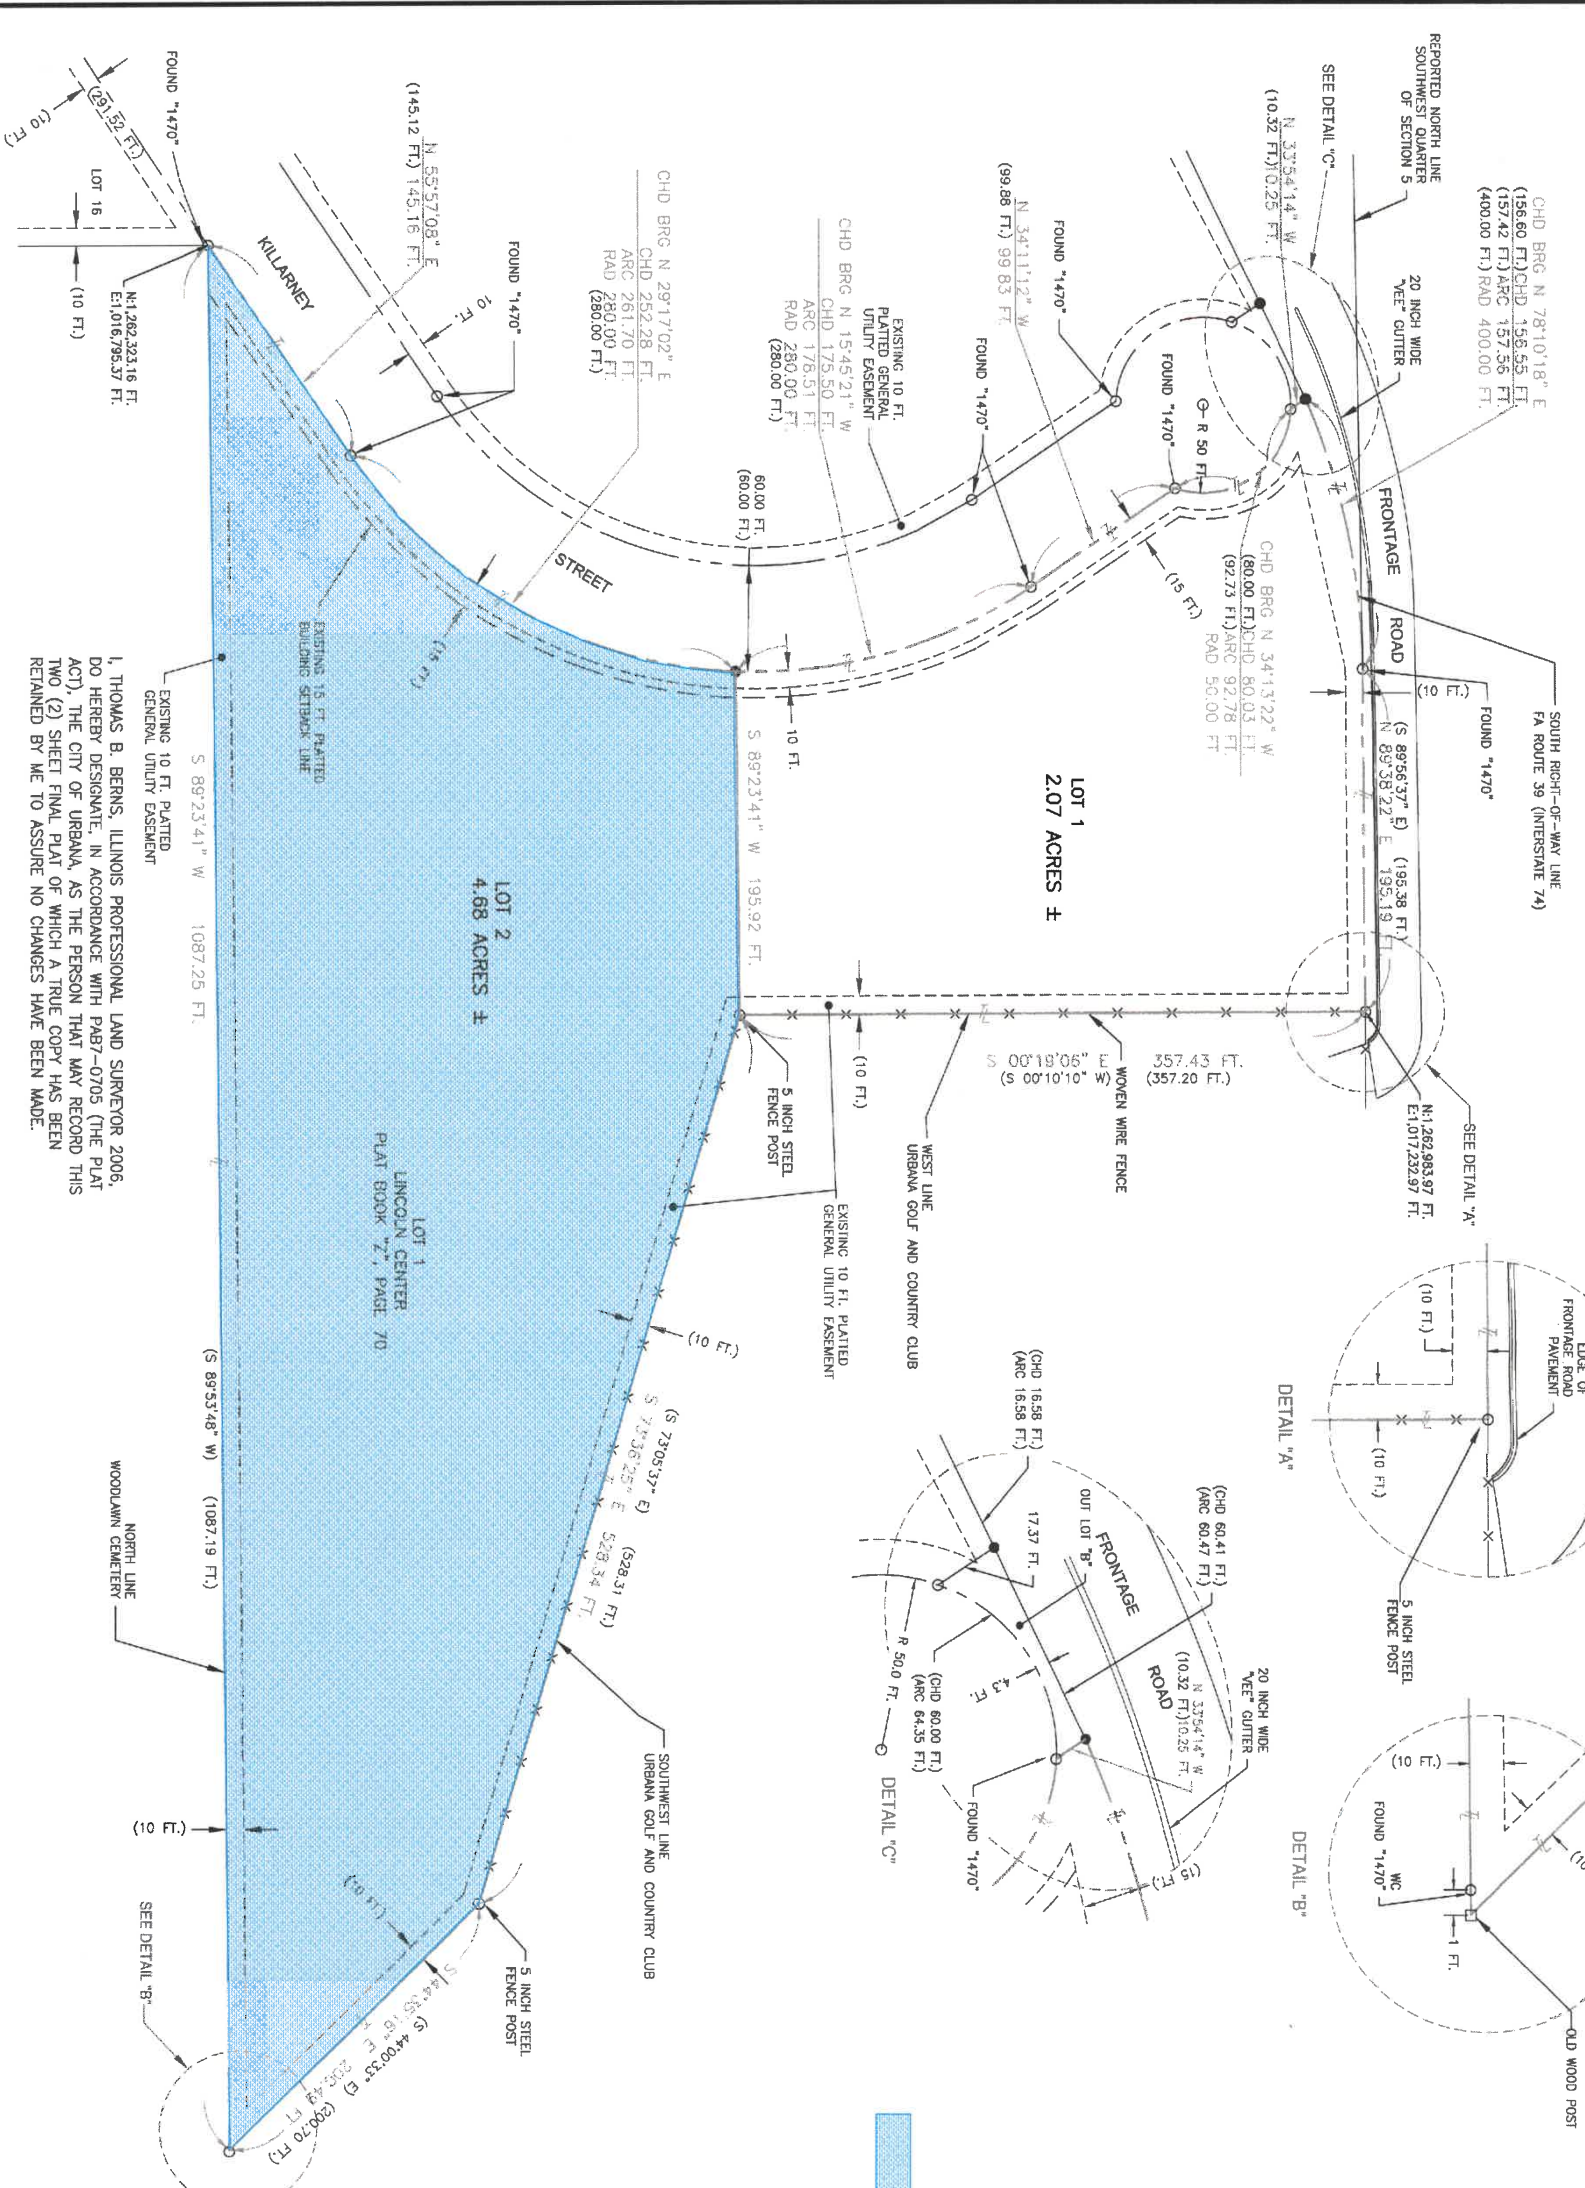 REPORTED NORTH LINE
SOUTHWEST QUARTER
OF SECTION 5
SEE DETAIL "C"
N 33°54'14" W
(10.32 FT.)10.25 FT.
CHD BRG N 78°10'18" E
(156.60 FT.)CHD 156.55 FT.
(157.42 FT.)ARC 157.56 FT.
(400.00 FT.)RAD 400.00 FT.
20 INCH WIDE
"VEE" GUTTER
FRONTAGE
ROAD
SOUTH RIGHT-OF-WAY LINE
FA ROUTE 39 (INTERSTATE 74)
FOUND "1470"
(10 FT.)
(S 89°56'37" E) (195.38 FT.)
N 89°38'22" E 195.19 FT.
SEE DETAIL "A"
N:1,262,983.97 FT.
E:1,017,232.97 FT.
FOUND "1470"
N 34°11'12" W
(99.88 FT.) 99.83 FT.
FOUND "1470"
FOUND "1470"
R 50 FT.
CHD BRG N 34°13'22" W
(80.00 FT.)CHD 80.03 FT.
(92.73 FT.)ARC 92.78 FT.
RAD 50.00 FT
(15 FT.)
EXISTING 10 FT.
PLATTED GENERAL
UTILITY EASEMENT
CHD BRG N 15°45'21" W
CHD 175.50 FT.
ARC 178.51 FT.
RAD 280.00 FT.
(280.00 FT.)
LOT 1
2.07 ACRES ±
60.00 FT.
(60.00 FT.)
10 FT.
S 89°23'41" W 195.92 FT.
S 00°19'06" E 357.43 FT.
(S 00°10'10" W) (357.20 FT.)
WOVEN WIRE FENCE
WEST LINE
URBANA GOLF AND COUNTRY CLUB
(10 FT.)
5 INCH STEEL
FENCE POST
EXISTING 10 FT. PLATTED
GENERAL UTILITY EASEMENT
CHD BRG N 29°17'02" E
CHD 252.28 FT.
ARC 261.70 FT.
RAD 280.00 FT.
(280.00 FT.)
FOUND "1470"
N 55°57'08" E
(145.12 FT.) 145.16 FT.
10 FT.
KILLARNEY
STREET
FOUND "1470"
(291.52 FT.)
(10 FT.)
LOT 16
(10 FT.)
N:1,262,323.16 FT.
E:1,016,795.37 FT.
(15 FT.)
EXISTING 15 FT. PLATTED
BUILDING SETBACK LINE
LOT 2
4.68 ACRES ±
LOT 1
LINCOLN CENTER
PLAT BOOK "Z", PAGE 70
(10 FT.)
(S 73°05'37" E) (528.31 FT.)
S 73°36'25" E 528.34 FT.
SOUTHWEST LINE
URBANA GOLF AND COUNTRY CLUB
5 INCH STEEL
FENCE POST
(10 FT.)
S 44°35'16" E 200.49 FT.
(S 44°00'33" E) (200.70 FT.)
SEE DETAIL "B"
(10 FT.)
EXISTING 10 FT. PLATTED
GENERAL UTILITY EASEMENT
S 89°23'41" W 1087.25 FT.
(S 89°53'48" W) (1087.19 FT.)
NORTH LINE
WOODLAWN CEMETERY
I, THOMAS B. BERNS, ILLINOIS PROFESSIONAL LAND SURVEYOR 2006,
DO HEREBY DESIGNATE, IN ACCORDANCE WITH PA87-0705 (THE PLAT
ACT), THE CITY OF URBANA, AS THE PERSON THAT MAY RECORD THIS
TWO (2) SHEET FINAL PLAT OF WHICH A TRUE COPY HAS BEEN
RETAINED BY ME TO ASSURE NO CHANGES HAVE BEEN MADE.
EDGE OF
FRONTAGE ROAD
PAVEMENT
(10 FT.)
(10 FT.)
5 INCH STEEL
FENCE POST
DETAIL "A"
(10 FT.)
WC
FOUND "1470"
1 FT.
OLD WOOD POST
DETAIL "B"
(CHD 16.58 FT.)
(ARC 16.58 FT.)
17.37 FT.
OUT LOT "B"
FRONTAGE
ROAD
(CHD 60.41 FT.)
(ARC 60.47 FT.)
20 INCH WIDE
"VEE" GUTTER
N 33°54'14" W
(10.32 FT.)10.25 FT.
4.3 FT.
R 50.0 FT.
(CHD 60.00 FT.)
(ARC 64.35 FT.)
FOUND "1470"
(15 FT.)
DETAIL "C"